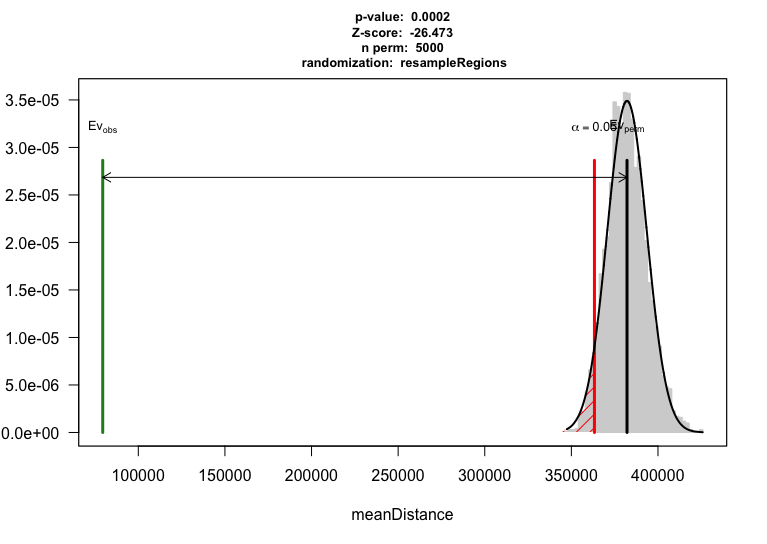 p-value: 0.0002
Z-score: -26.473
n perm: 5000
randomization: resampleRegions
3.5e-05
3.0e-05
2.5e-05
2.0e-05
1.5e-05
1.0e-05
5.0e-06
0.0e+00
Evobs
α = 0.05
Evperm
100000 150000 200000 250000 300000 350000 400000
meanDistance